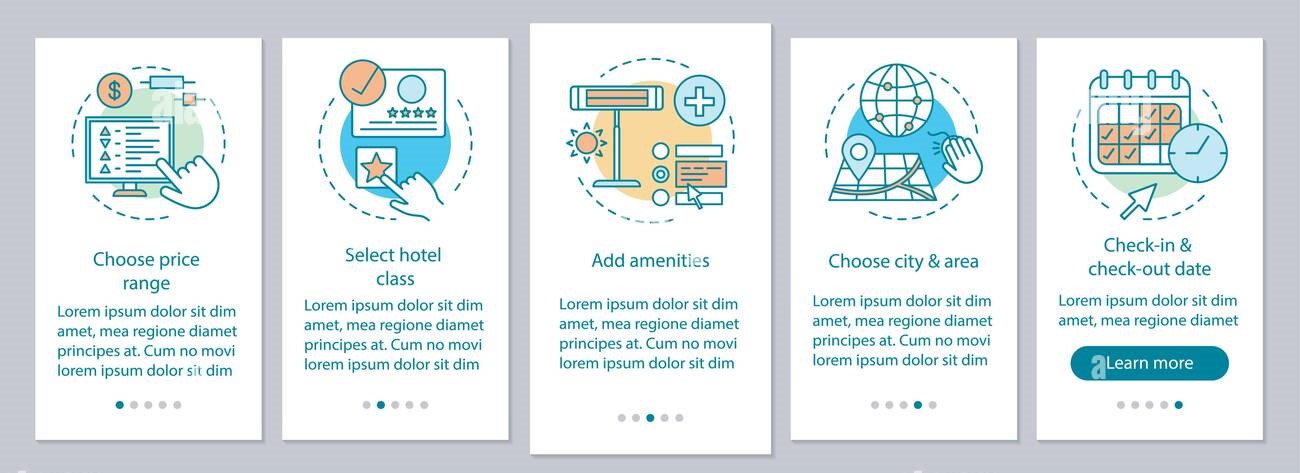 $
Choose price
range
Lorem ipsum dolor sit dim
amet, mea regione diamet
principes at. Cum no movi
lorem ipsum dolor sit dim
Select hotel
class
Lorem ipsum dolor sit dim
amet, mea regione diamet
principes at. Cum no movi
lorem ipsum dolor sit dim
Add amenities
Lorem ipsum dolor sit dim
amet, mea regione diamet
principes at. Cum no movi
lorem ipsum dolor sit dim
Choose city & area
Lorem ipsum dolor sit dim
amet, mea regione diamet
principes at. Cum no movi
lorem ipsum dolor sit dim
Check-in &
check-out date
Lorem ipsum dolor sit dim
amet, mea regione diamet
Learn more